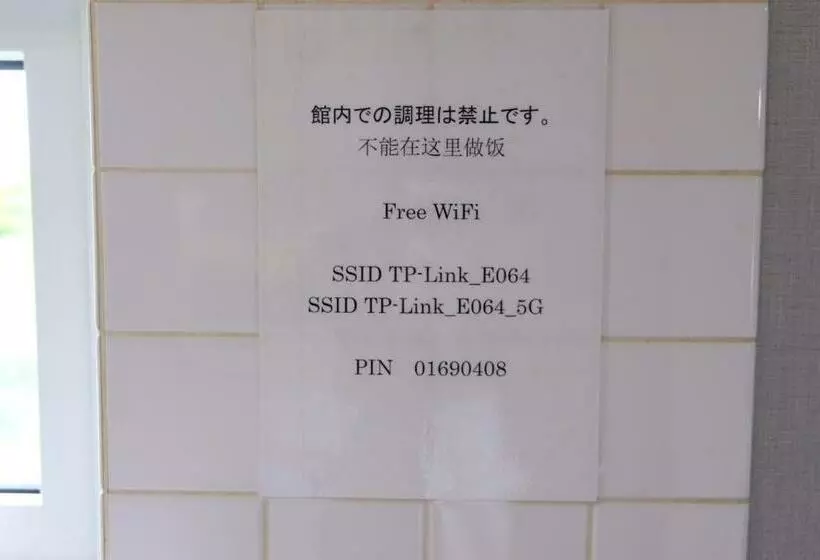 館内での調理は禁止です。
不能在这里做饭
Free WiFi
SSID TP-Link_E064
SSID TP-Link_E064_5G
PIN 01690408